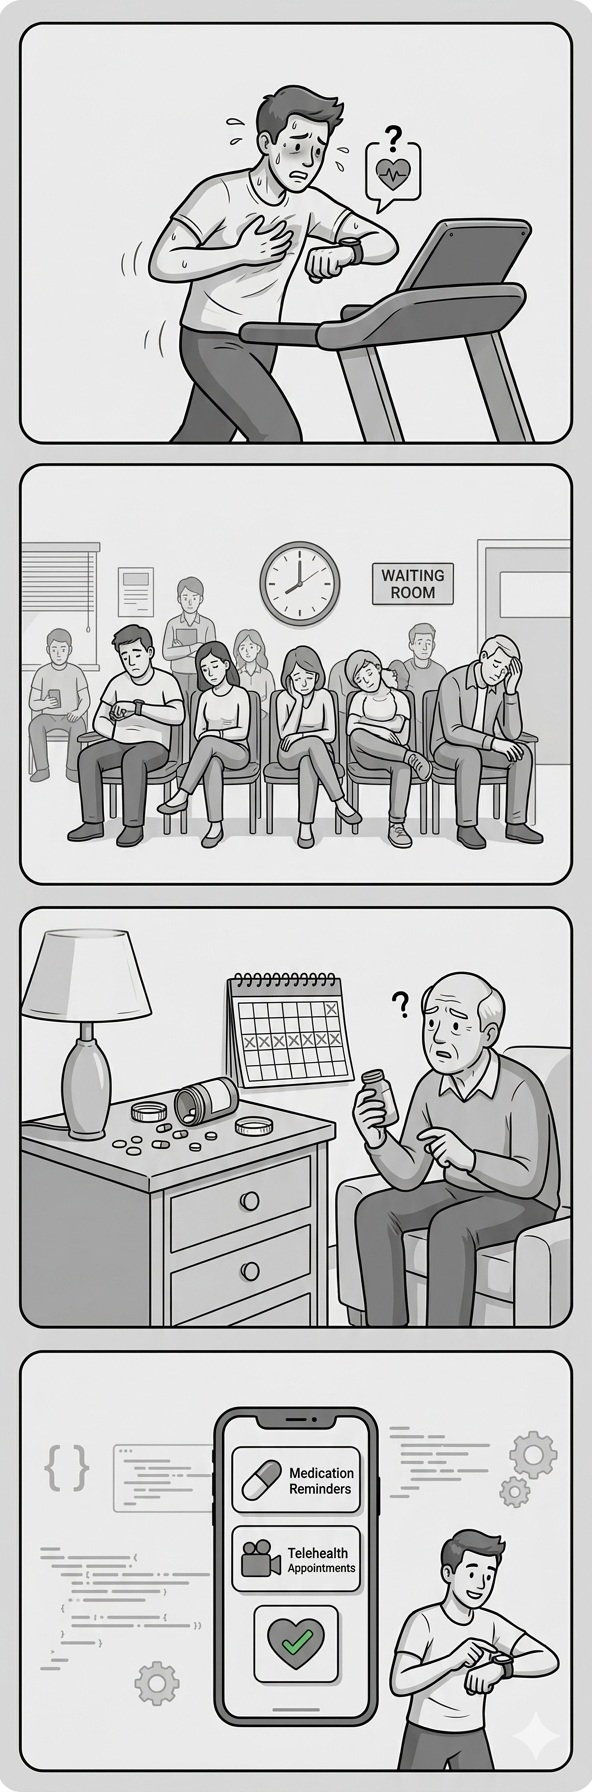 ?
WAITING
ROOM
?
{ }
Medication
Reminders
Telehealth
Appointments